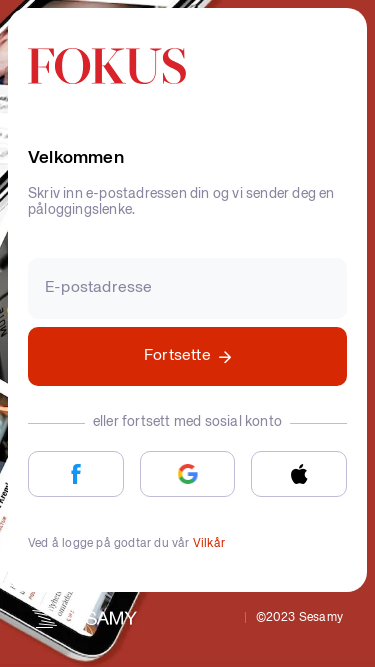 FOKUS
Velkommen
Skriv inn e-postadressen din og vi sender deg en
påloggingslenke.
E-postadresse
Fortsette →
eller fortsett med sosial konto
Ved å logge på godtar du vår Vilkår
SAMY
©2023 Sesamy